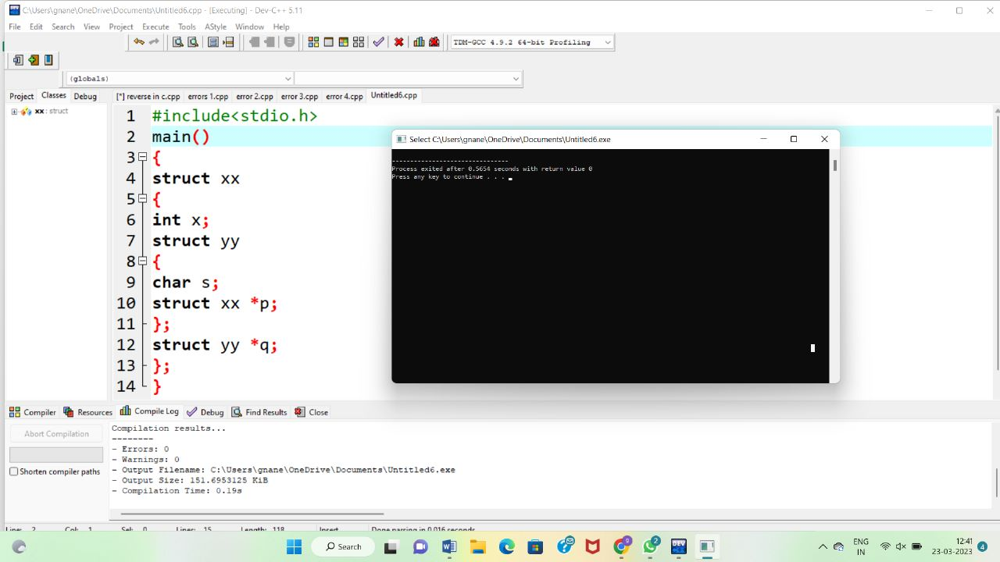 C:\Users\gnane\OneDrive\Documents\Untitled6.cpp - [Executing] - Dev-C++ 5.11
File Edit Search View Project Execute Tools AStyle Window Help
TDM-GCC 4.9.2 64-bit Profiling
(globals)
Project Classes Debug
[*] reverse in c.cpp errors 1.cpp error 2.cpp error 3.cpp error 4.cpp Untitled6.cpp
xx : struct
1 #include<stdio.h>
2 main()
3 {
4 struct xx
5 {
6 int x;
7 struct yy
8 {
9 char s;
10 struct xx *p;
11 };
12 struct yy *q;
13 };
14 }
Select C:\Users\gnane\OneDrive\Documents\Untitled6.exe
--------------------------------
Process exited after 0.5654 seconds with return value 0
Press any key to continue . . .
Compiler Resources Compile Log Debug Find Results Close
Abort Compilation
Shorten compiler paths
Compilation results...
--------
- Errors: 0
- Warnings: 0
- Output Filename: C:\Users\gnane\OneDrive\Documents\Untitled6.exe
- Output Size: 151.6953125 KiB
- Compilation Time: 0.19s
Line: 2 Col: 1 Sel: 0 Lines: 15 Length: 118 Insert Done parsing in 0.016 seconds
Search
DEV
9
2
DEV
ENG
IN
12:41
23-03-2023
4